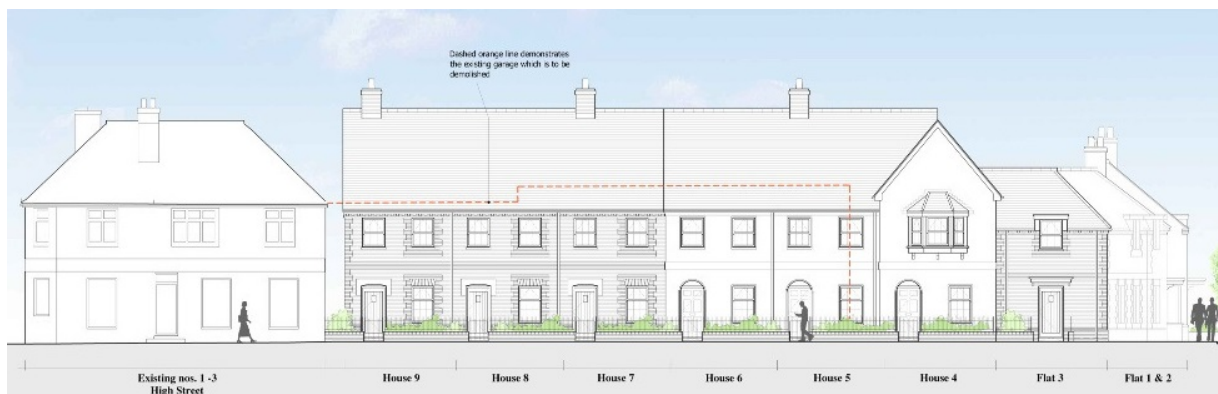 Dashed orange line demonstrates
the existing garage which is to be
demolished
Existing nos. 1 -3
High Street
House 9
House 8
House 7
House 6
House 5
House 4
Flat 3
Flat 1 & 2